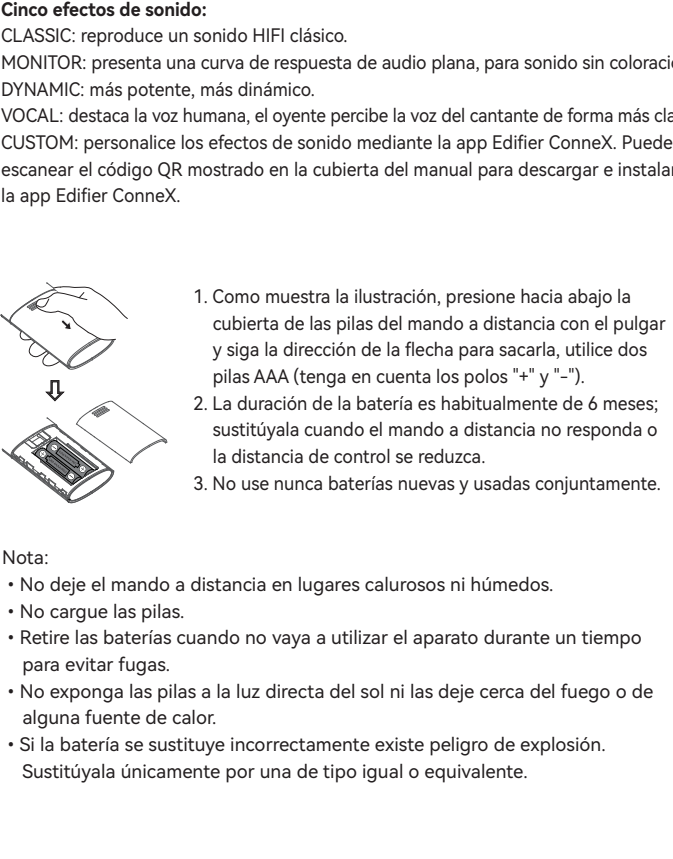 Cinco efectos de sonido:
CLASSIC: reproduce un sonido HIFI clásico.
MONITOR: presenta una curva de respuesta de audio plana, para sonido sin coloraci
DYNAMIC: más potente, más dinámico.
VOCAL: destaca la voz humana, el oyente percibe la voz del cantante de forma más cla
CUSTOM: personalice los efectos de sonido mediante la app Edifier ConneX. Puede
escanear el código QR mostrado en la cubierta del manual para descargar e instalar
la app Edifier ConneX.
1. Como muestra la ilustración, presione hacia abajo la
cubierta de las pilas del mando a distancia con el pulgar
y siga la dirección de la flecha para sacarla, utilice dos
pilas AAA (tenga en cuenta los polos "+" y "-").
2. La duración de la batería es habitualmente de 6 meses;
sustitúyala cuando el mando a distancia no responda o
la distancia de control se reduzca.
3. No use nunca baterías nuevas y usadas conjuntamente.
Nota:
• No deje el mando a distancia en lugares calurosos ni húmedos.
• No cargue las pilas.
• Retire las baterías cuando no vaya a utilizar el aparato durante un tiempo
para evitar fugas.
• No exponga las pilas a la luz directa del sol ni las deje cerca del fuego o de
alguna fuente de calor.
• Si la batería se sustituye incorrectamente existe peligro de explosión.
Sustitúyala únicamente por una de tipo igual o equivalente.